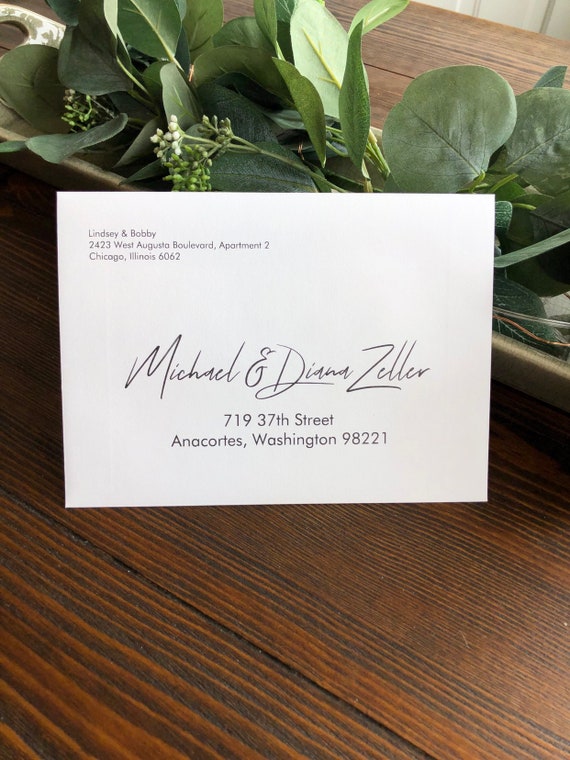 Lindsey & Bobby
2423 West Augusta Boulevard, Apartment 2
Chicago, Illinois 6062
Michael & Diana Zeller
719 37th Street
Anacortes, Washington 98221